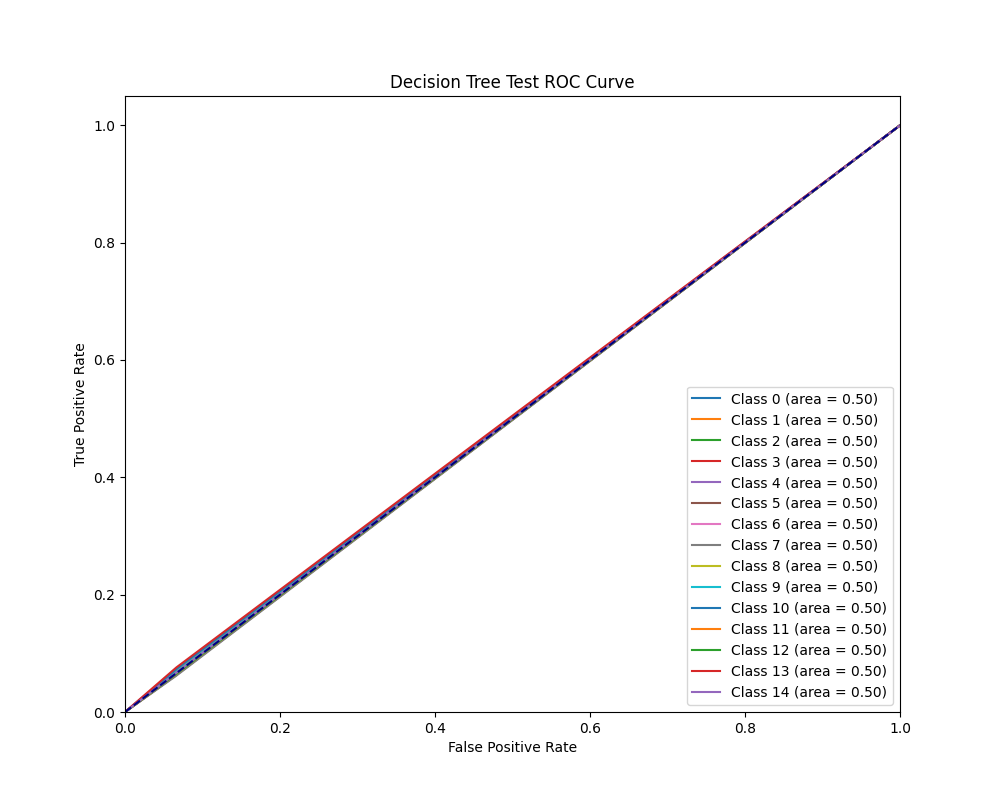 Decision Tree Test ROC Curve
True Positive Rate
1.0
0.8
0.6
0.4
0.2
0.0
Class 0 (area = 0.50)
Class 1 (area = 0.50)
Class 2 (area = 0.50)
Class 3 (area = 0.50)
Class 4 (area = 0.50)
Class 5 (area = 0.50)
Class 6 (area = 0.50)
Class 7 (area = 0.50)
Class 8 (area = 0.50)
Class 9 (area = 0.50)
Class 10 (area = 0.50)
Class 11 (area = 0.50)
Class 12 (area = 0.50)
Class 13 (area = 0.50)
Class 14 (area = 0.50)
0.0 0.2 0.4 0.6 0.8 1.0
False Positive Rate